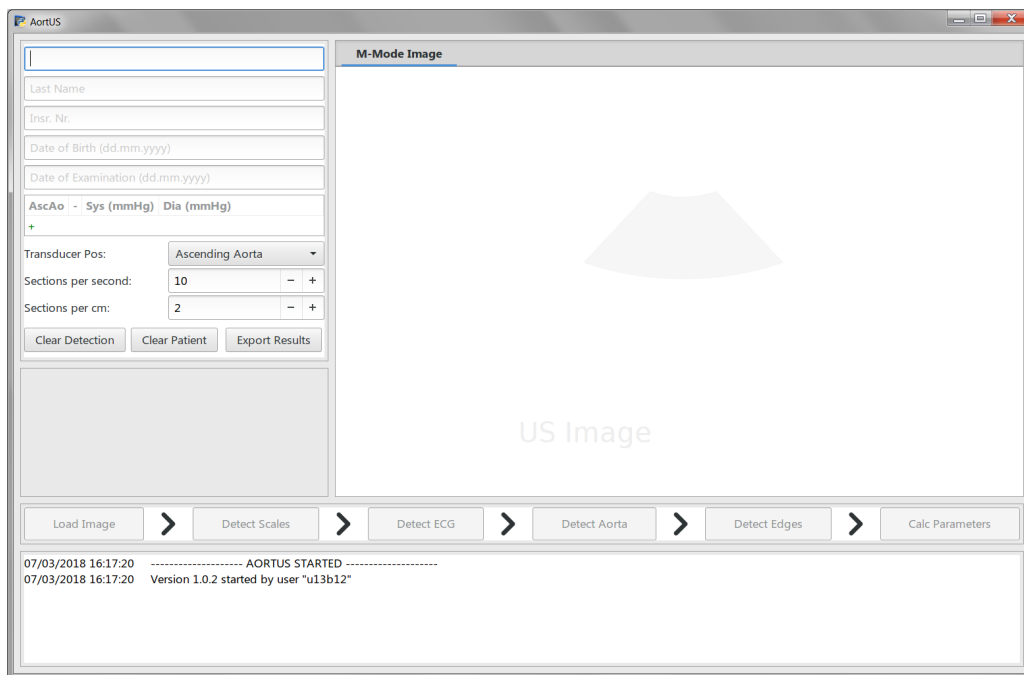 AortUS
M-Mode Image
Last Name
Insr. Nr.
Date of Birth (dd.mm.yyyy)
Date of Examination (dd.mm.yyyy)
AscAo - Sys (mmHg) Dia (mmHg)
+
Transducer Pos: Ascending Aorta
Sections per second: 10 − +
Sections per cm: 2 − +
Clear Detection Clear Patient Export Results
US Image
Load Image Detect Scales Detect ECG Detect Aorta Detect Edges Calc Parameters
07/03/2018 16:17:20 -------------------- AORTUS STARTED --------------------
07/03/2018 16:17:20 Version 1.0.2 started by user "u13b12"